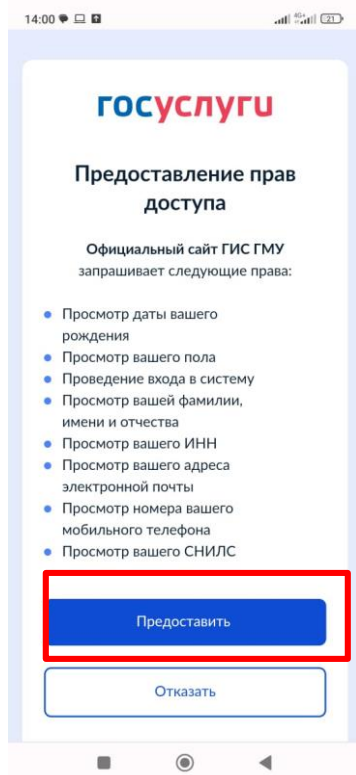 14:00
4G+
21
госуслуги
Предоставление прав
доступа
Официальный сайт ГИС ГМУ
запрашивает следующие права:
Просмотр даты вашего
рождения
Просмотр вашего пола
Проведение входа в систему
Просмотр вашей фамилии,
имени и отчества
Просмотр вашего ИНН
Просмотр вашего адреса
электронной почты
Просмотр номера вашего
мобильного телефона
Просмотр вашего СНИЛС
Предоставить
Отказать